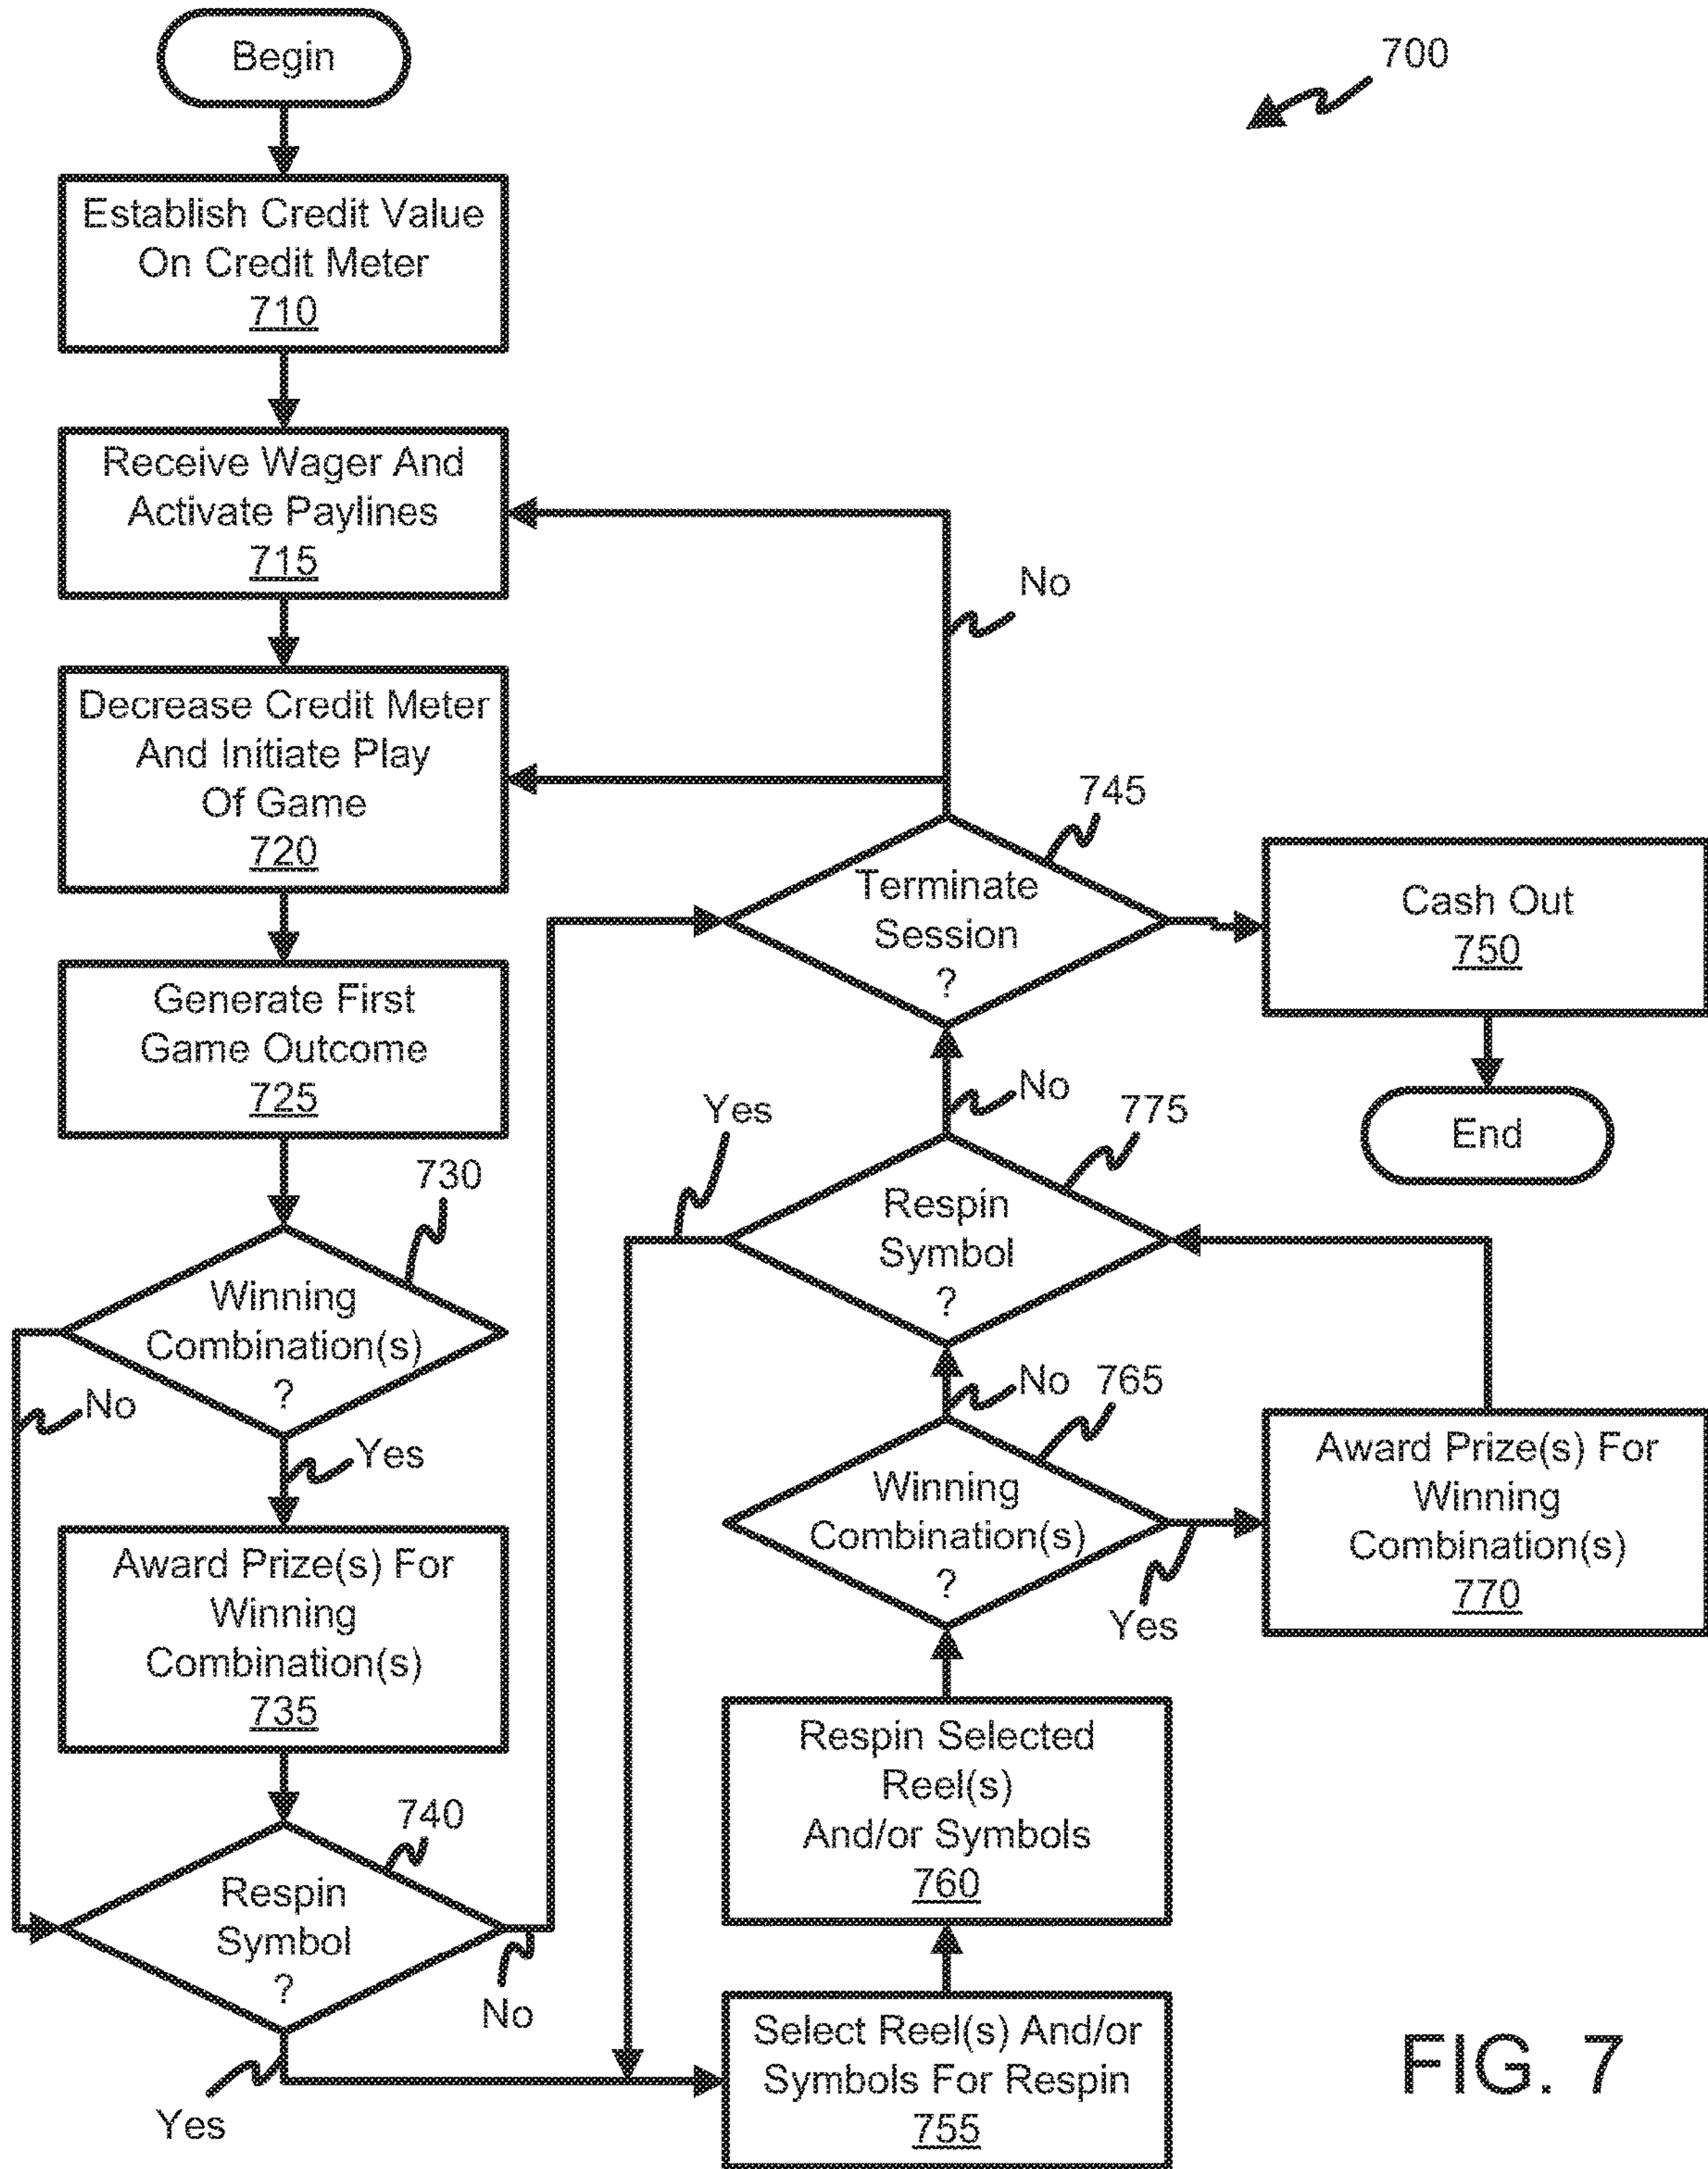 Begin
700
Establish Credit Value
On Credit Meter
710
Receive Wager And
Activate Paylines
715
No
Decrease Credit Meter
And Initiate Play
Of Game
720
745
Terminate
Session
?
Cash Out
750
Generate First
Game Outcome
725
No
775
Yes
End
730
Respin
Symbol
?
Winning
Combination(s)
?
No
Yes
No
765
Winning
Combination(s)
?
Yes
Award Prize(s) For
Winning
Combination(s)
770
Award Prize(s) For
Winning
Combination(s)
735
Respin Selected
Reel(s)
And/or Symbols
760
740
Respin
Symbol
?
No
Yes
Select Reel(s) And/or
Symbols For Respin
755
FIG. 7